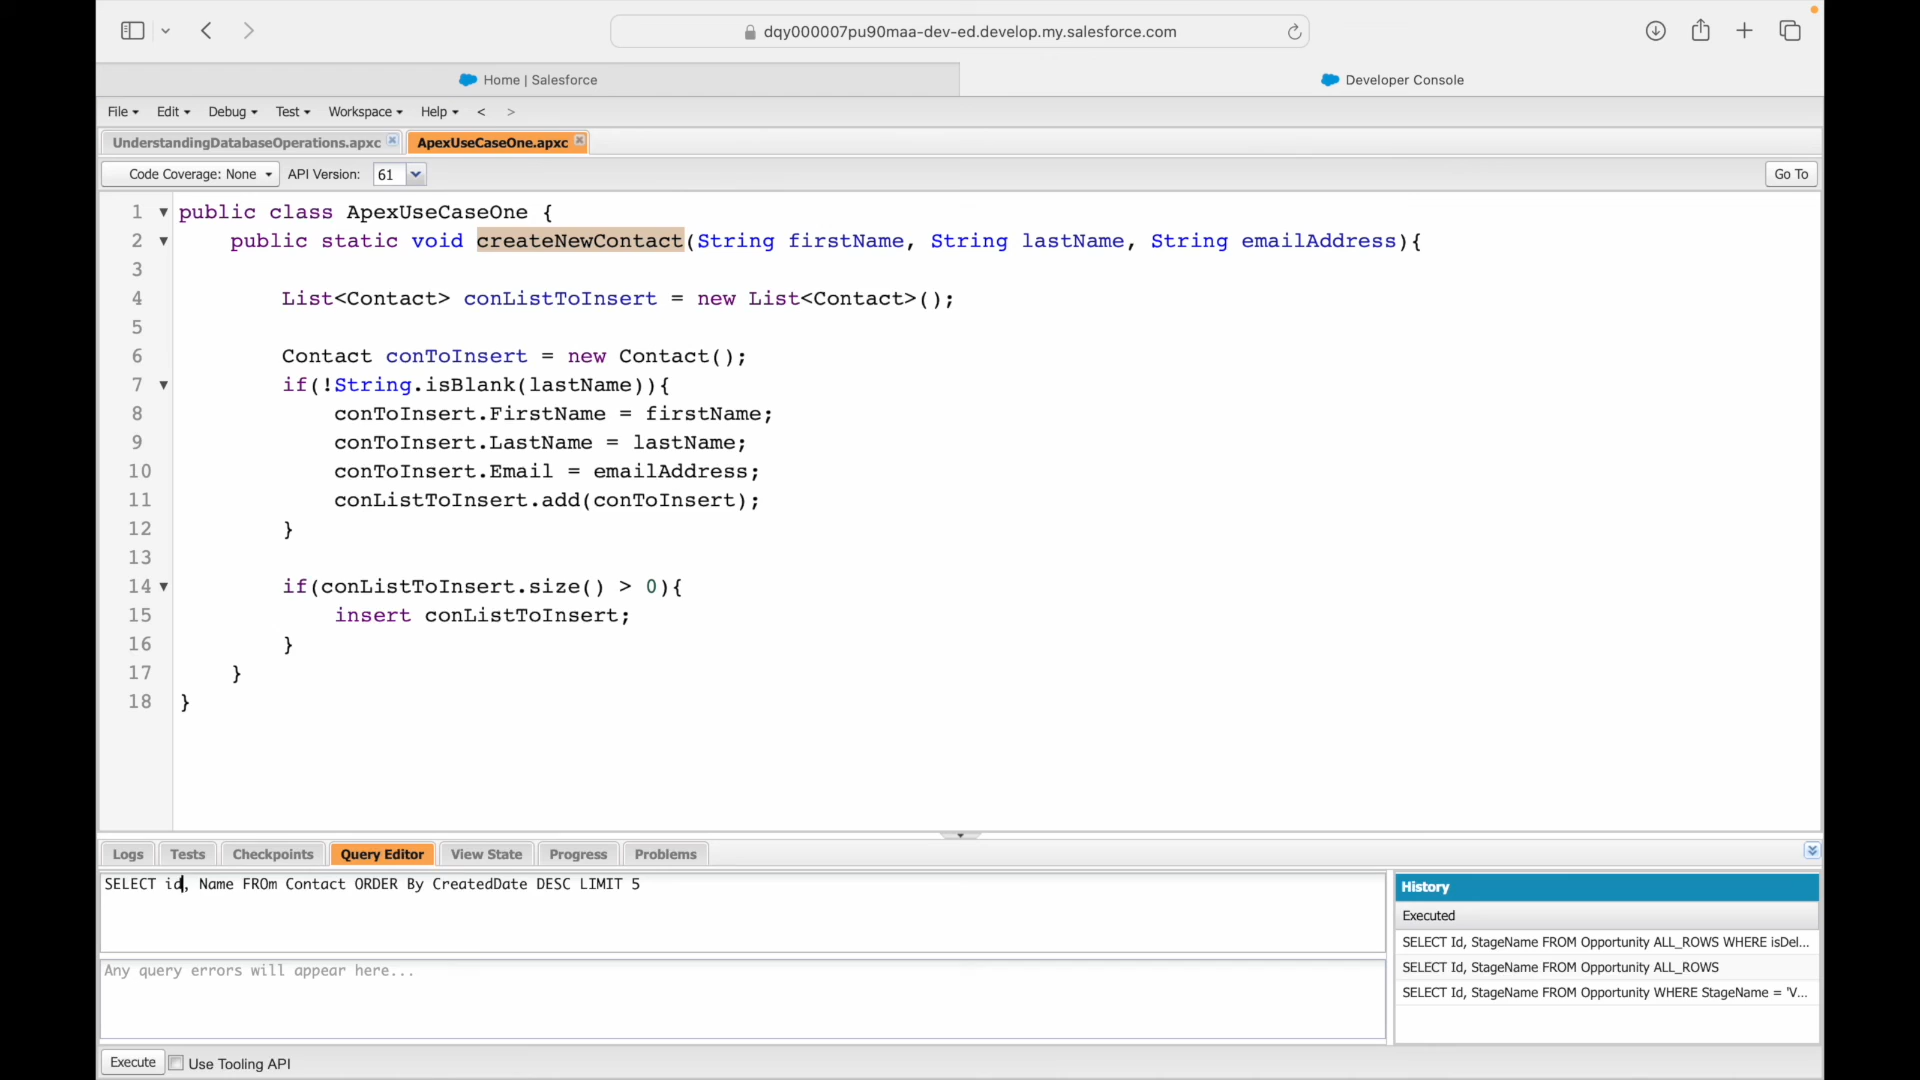 dqy000007pu90maa-dev-ed.develop.my.salesforce.com
Home | Salesforce
Developer Console
File Edit Debug Test Workspace Help < >
UnderstandingDatabaseOperations.apxc ApexUseCaseOne.apxc
Code Coverage: None API Version: 61 Go To
1 public class ApexUseCaseOne {
2 public static void createNewContact(String firstName, String lastName, String emailAddress){
3
4 List<Contact> conListToInsert = new List<Contact>();
5
6 Contact conToInsert = new Contact();
7 if(!String.isBlank(lastName)){
8 conToInsert.FirstName = firstName;
9 conToInsert.LastName = lastName;
10 conToInsert.Email = emailAddress;
11 conListToInsert.add(conToInsert);
12 }
13
14 if(conListToInsert.size() > 0){
15 insert conListToInsert;
16 }
17 }
18 }
Logs Tests Checkpoints Query Editor View State Progress Problems
SELECT id, Name FROm Contact ORDER By CreatedDate DESC LIMIT 5
Any query errors will appear here...
History
Executed
SELECT Id, StageName FROM Opportunity ALL_ROWS WHERE isDel...
SELECT Id, StageName FROM Opportunity ALL_ROWS
SELECT Id, StageName FROM Opportunity WHERE StageName = 'V...
Execute Use Tooling API